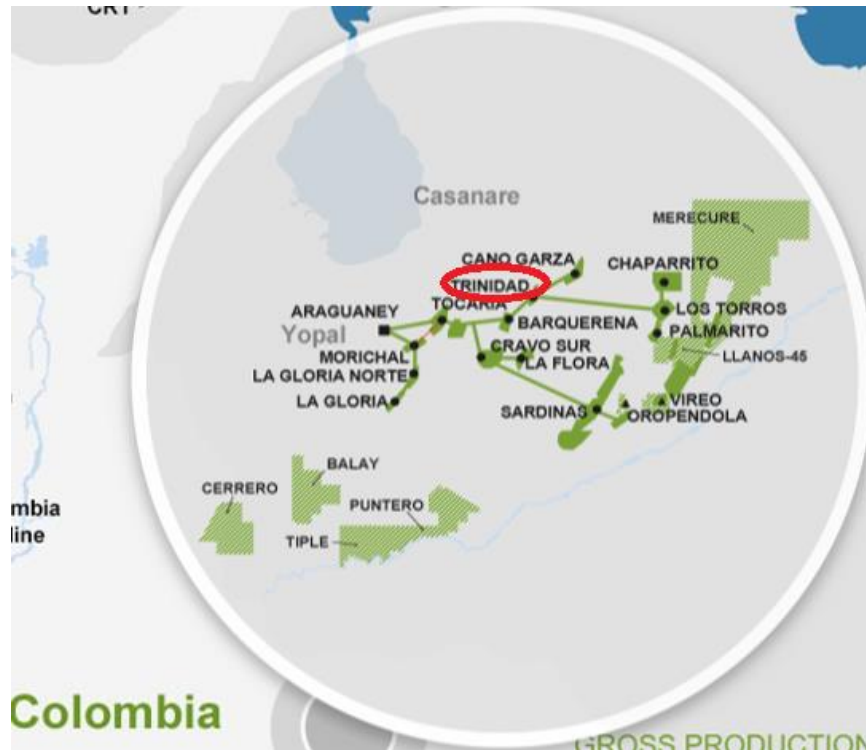 Casanare
MERECURE
CANO GARZA
CHAPARRITO
TRINIDAD
TOCARIA
ARAGUANEY
LOS TORROS
BARQUERENA
Yopal
PALMARITO
MORICHAL
CRAVO SUR
LLANOS-45
LA FLORA
LA GLORIA NORTE
LA GLORIA
VIREO
SARDINAS
OROPENDOLA
BALAY
CERRERO
PUNTERO
mbia
line
TIPLE
Colombia
GROSS PRODUCTION